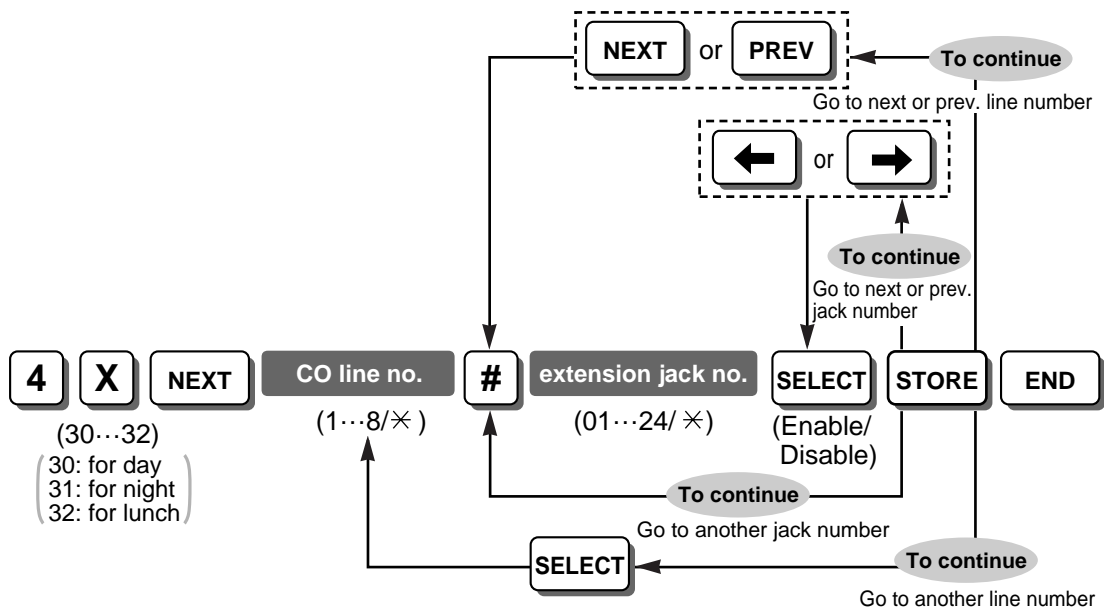 NEXT or PREV
To continue
Go to next or prev. line number
← or →
To continue
Go to next or prev.
jack number
4 X NEXT CO line no. # extension jack no. SELECT STORE END
(30···32)
(1···8/✳)
(01···24/✳)
(Enable/
Disable)
30: for day
31: for night
32: for lunch
To continue
Go to another jack number
SELECT
To continue
Go to another line number